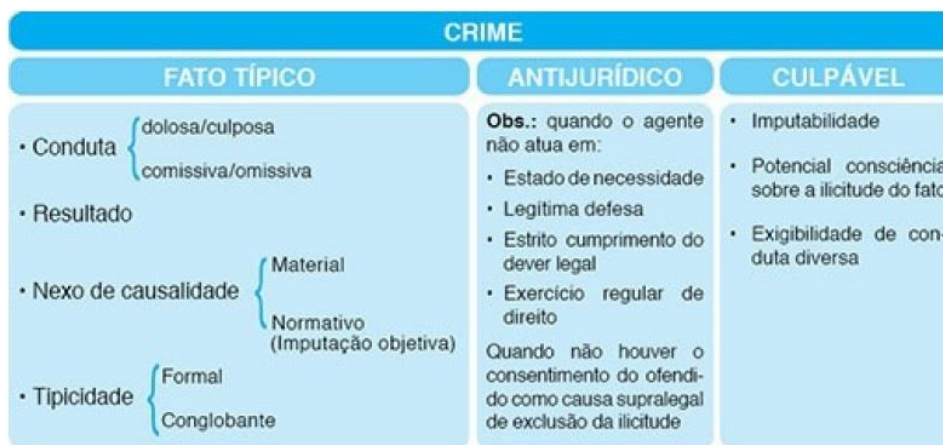 CRIME
FATO TÍPICO
ANTIJURÍDICO
CULPÁVEL
• Conduta
dolosa/culposa
comissiva/omissiva
• Resultado
• Nexo de causalidade
Material
Normativo
(Imputação objetiva)
• Tipicidade
Formal
Conglobante
Obs.: quando o agente
não atua em:
• Estado de necessidade
• Legítima defesa
• Estrito cumprimento do
dever legal
• Exercício regular de
direito
Quando não houver o
consentimento do ofendi-
do como causa supralegal
de exclusão da ilicitude
• Imputabilidade
• Potencial consciência
sobre a ilicitude do fato
• Exigibilidade de con-
duta diversa